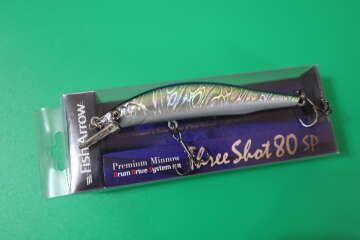 Fish Arrow
Three Shot 80 SP
Premium Minnow
Drum Drive System